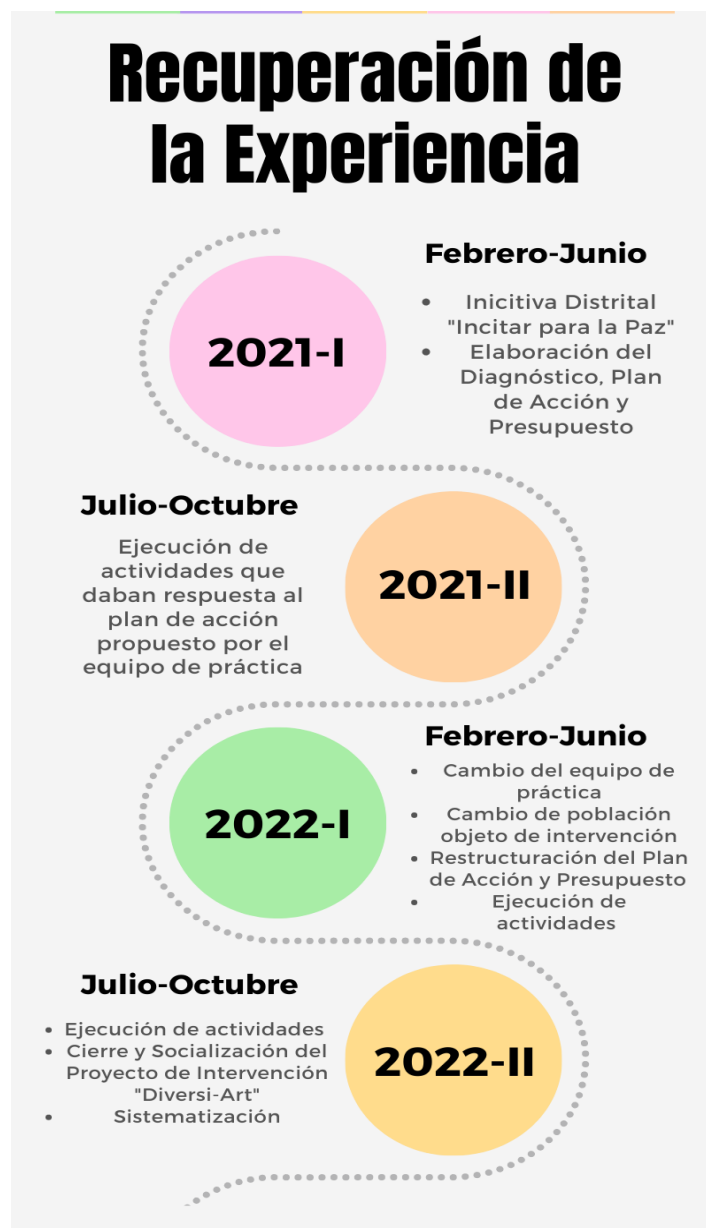 Recuperación de
la Experiencia
Febrero-Junio
2021-I
• Inicitiva Distrital
"Incitar para la Paz"
• Elaboración del
Diagnóstico, Plan
de Acción y
Presupuesto
Julio-Octubre
Ejecución de
actividades que
daban respuesta al
plan de acción
propuesto por el
equipo de práctica
2021-II
Febrero-Junio
2022-I
• Cambio del equipo de
práctica
• Cambio de población
objeto de intervención
• Restructuración del Plan
de Acción y Presupuesto
• Ejecución de
actividades
Julio-Octubre
• Ejecución de actividades
• Cierre y Socialización del
Proyecto de Intervención
"Diversi-Art"
• Sistematización
2022-II